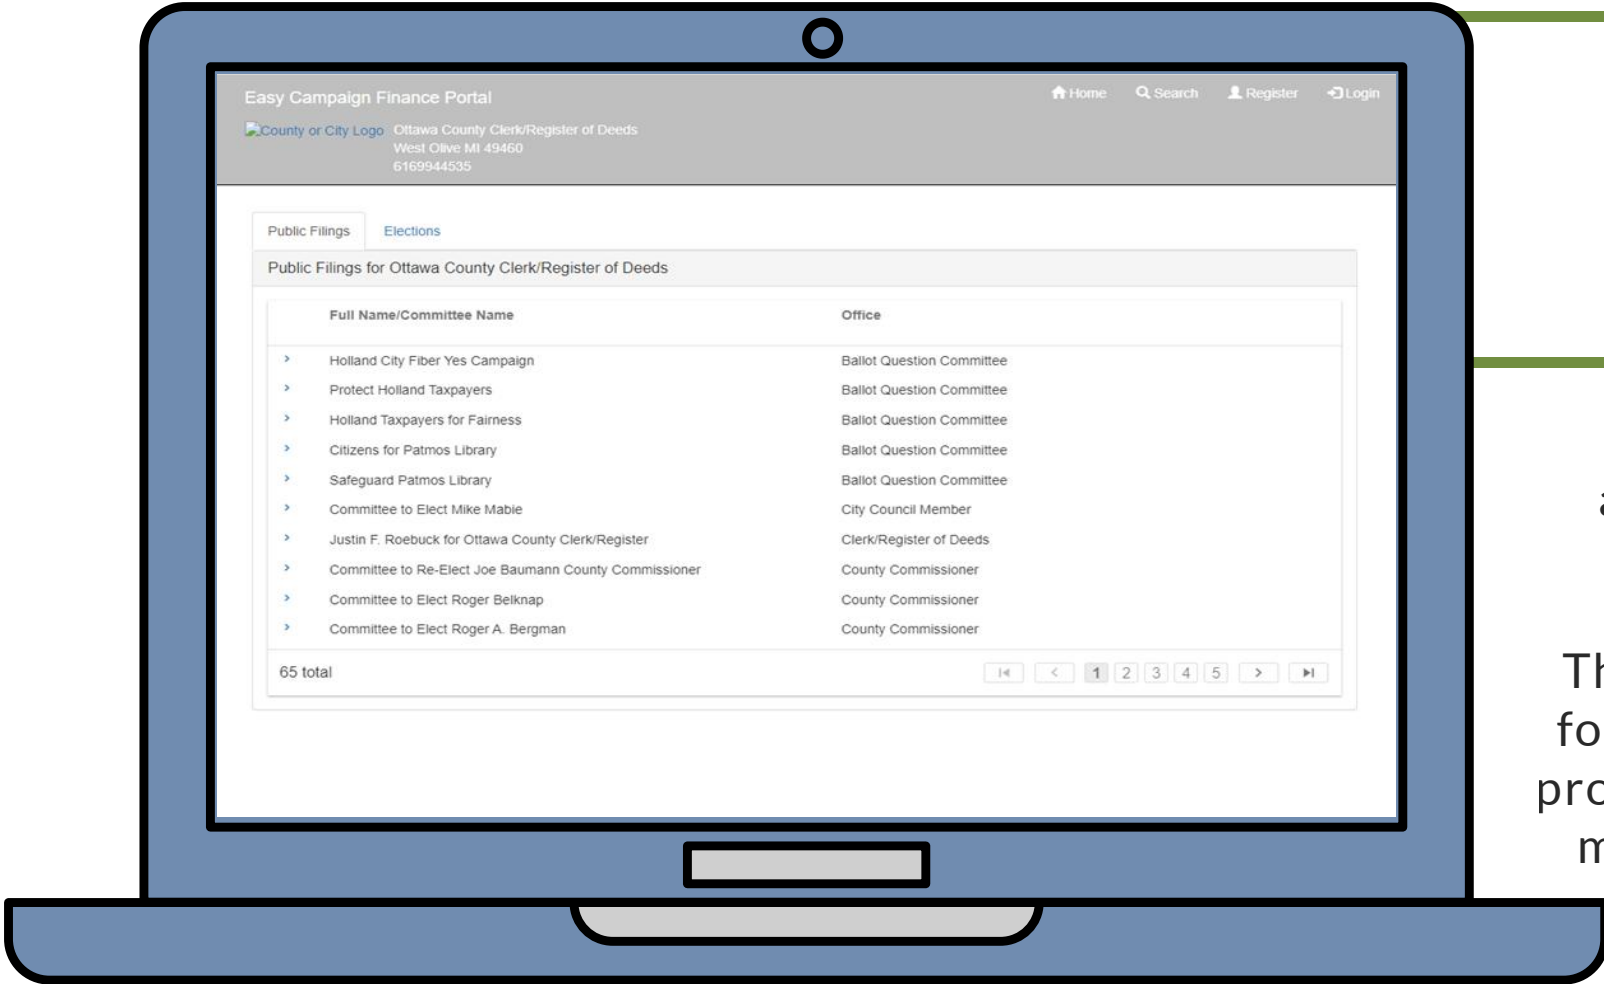 Easy Campaign Finance Portal Home Search Register Login
County or City Logo Ottawa County Clerk/Register of Deeds
West Olive MI 49460
6169944535
Public Filings Elections
Public Filings for Ottawa County Clerk/Register of Deeds
Full Name/Committee Name Office
Holland City Fiber Yes Campaign Ballot Question Committee
Protect Holland Taxpayers Ballot Question Committee
Holland Taxpayers for Fairness Ballot Question Committee
Citizens for Patmos Library Ballot Question Committee
Safeguard Patmos Library Ballot Question Committee
Committee to Elect Mike Mabie City Council Member
Justin F. Roebuck for Ottawa County Clerk/Register Clerk/Register of Deeds
Committee to Re-Elect Joe Baumann County Commissioner County Commissioner
Committee to Elect Roger Belknap County Commissioner
Committee to Elect Roger A. Bergman County Commissioner
65 total 1 2 3 4 5